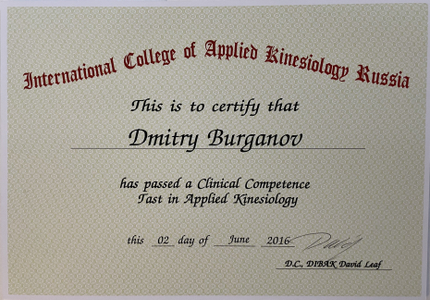 International College of Applied Kinesiology Russia
This is to certify that
Dmitry Burganov
has passed a Clinical Competence
Tast in Applied Kinesiology
this 02 day of June 2016 David
D.C., DIBAK David Leaf